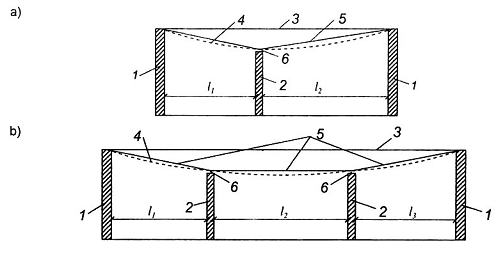 a)
4 3 5
6
1 2 1
l₁ l₂
b)
4 5 3
6 6
1 2 2 1
l₁ l₂ l₃